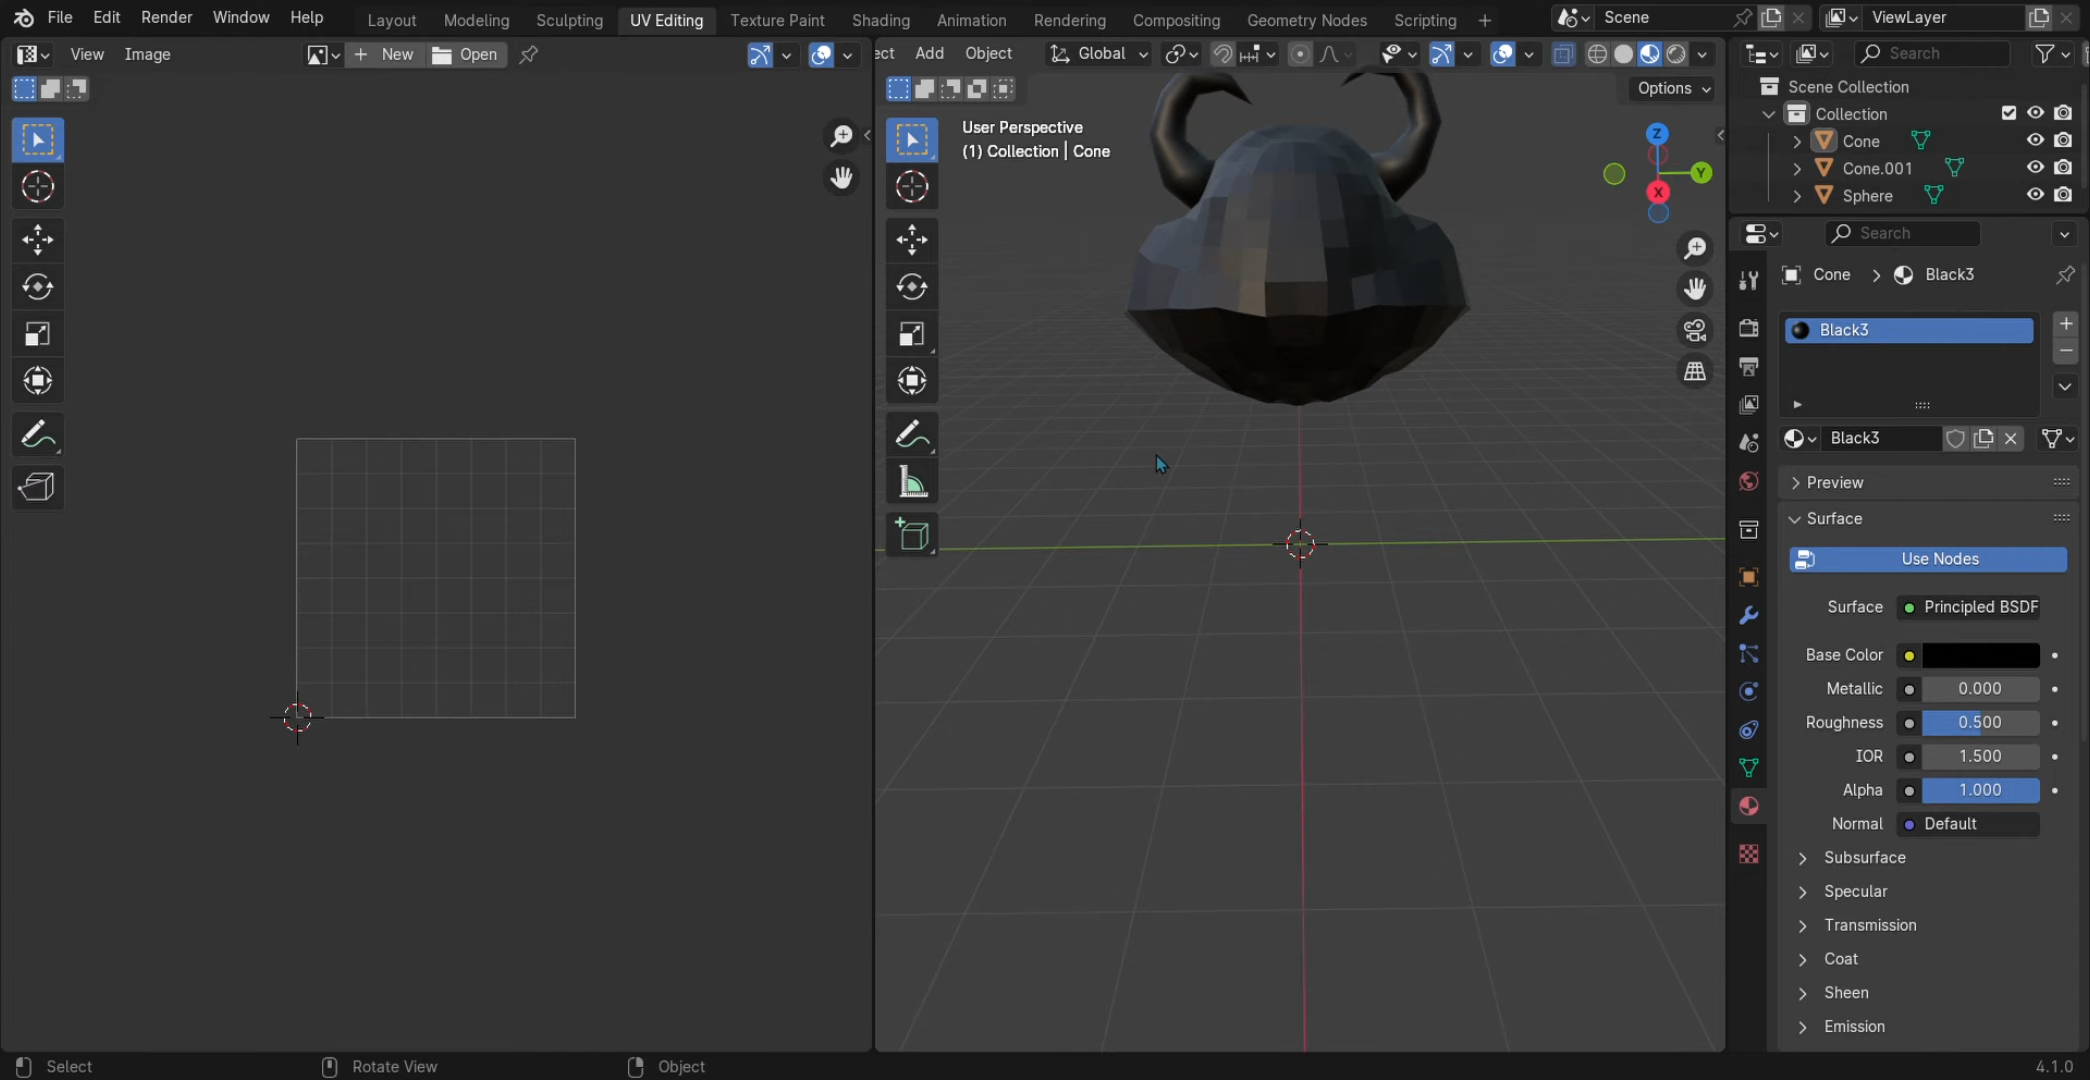 File Edit Render Window Help Layout Modeling Sculpting UV Editing Texture Paint Shading Animation Rendering Compositing Geometry Nodes Scripting + Scene ViewLayer
View Image + New Open ect Add Object Global Search
Options
Scene Collection
Collection
Cone
Cone.001
Sphere
User Perspective
(1) Collection | Cone
Z
Y
X
Search
Cone > Black3
Black3
Black3
Preview
Surface
Use Nodes
Surface Principled BSDF
Base Color
Metallic 0.000
Roughness 0.500
IOR 1.500
Alpha 1.000
Normal Default
Subsurface
Specular
Transmission
Coat
Sheen
Emission
Select Rotate View Object 4.1.0